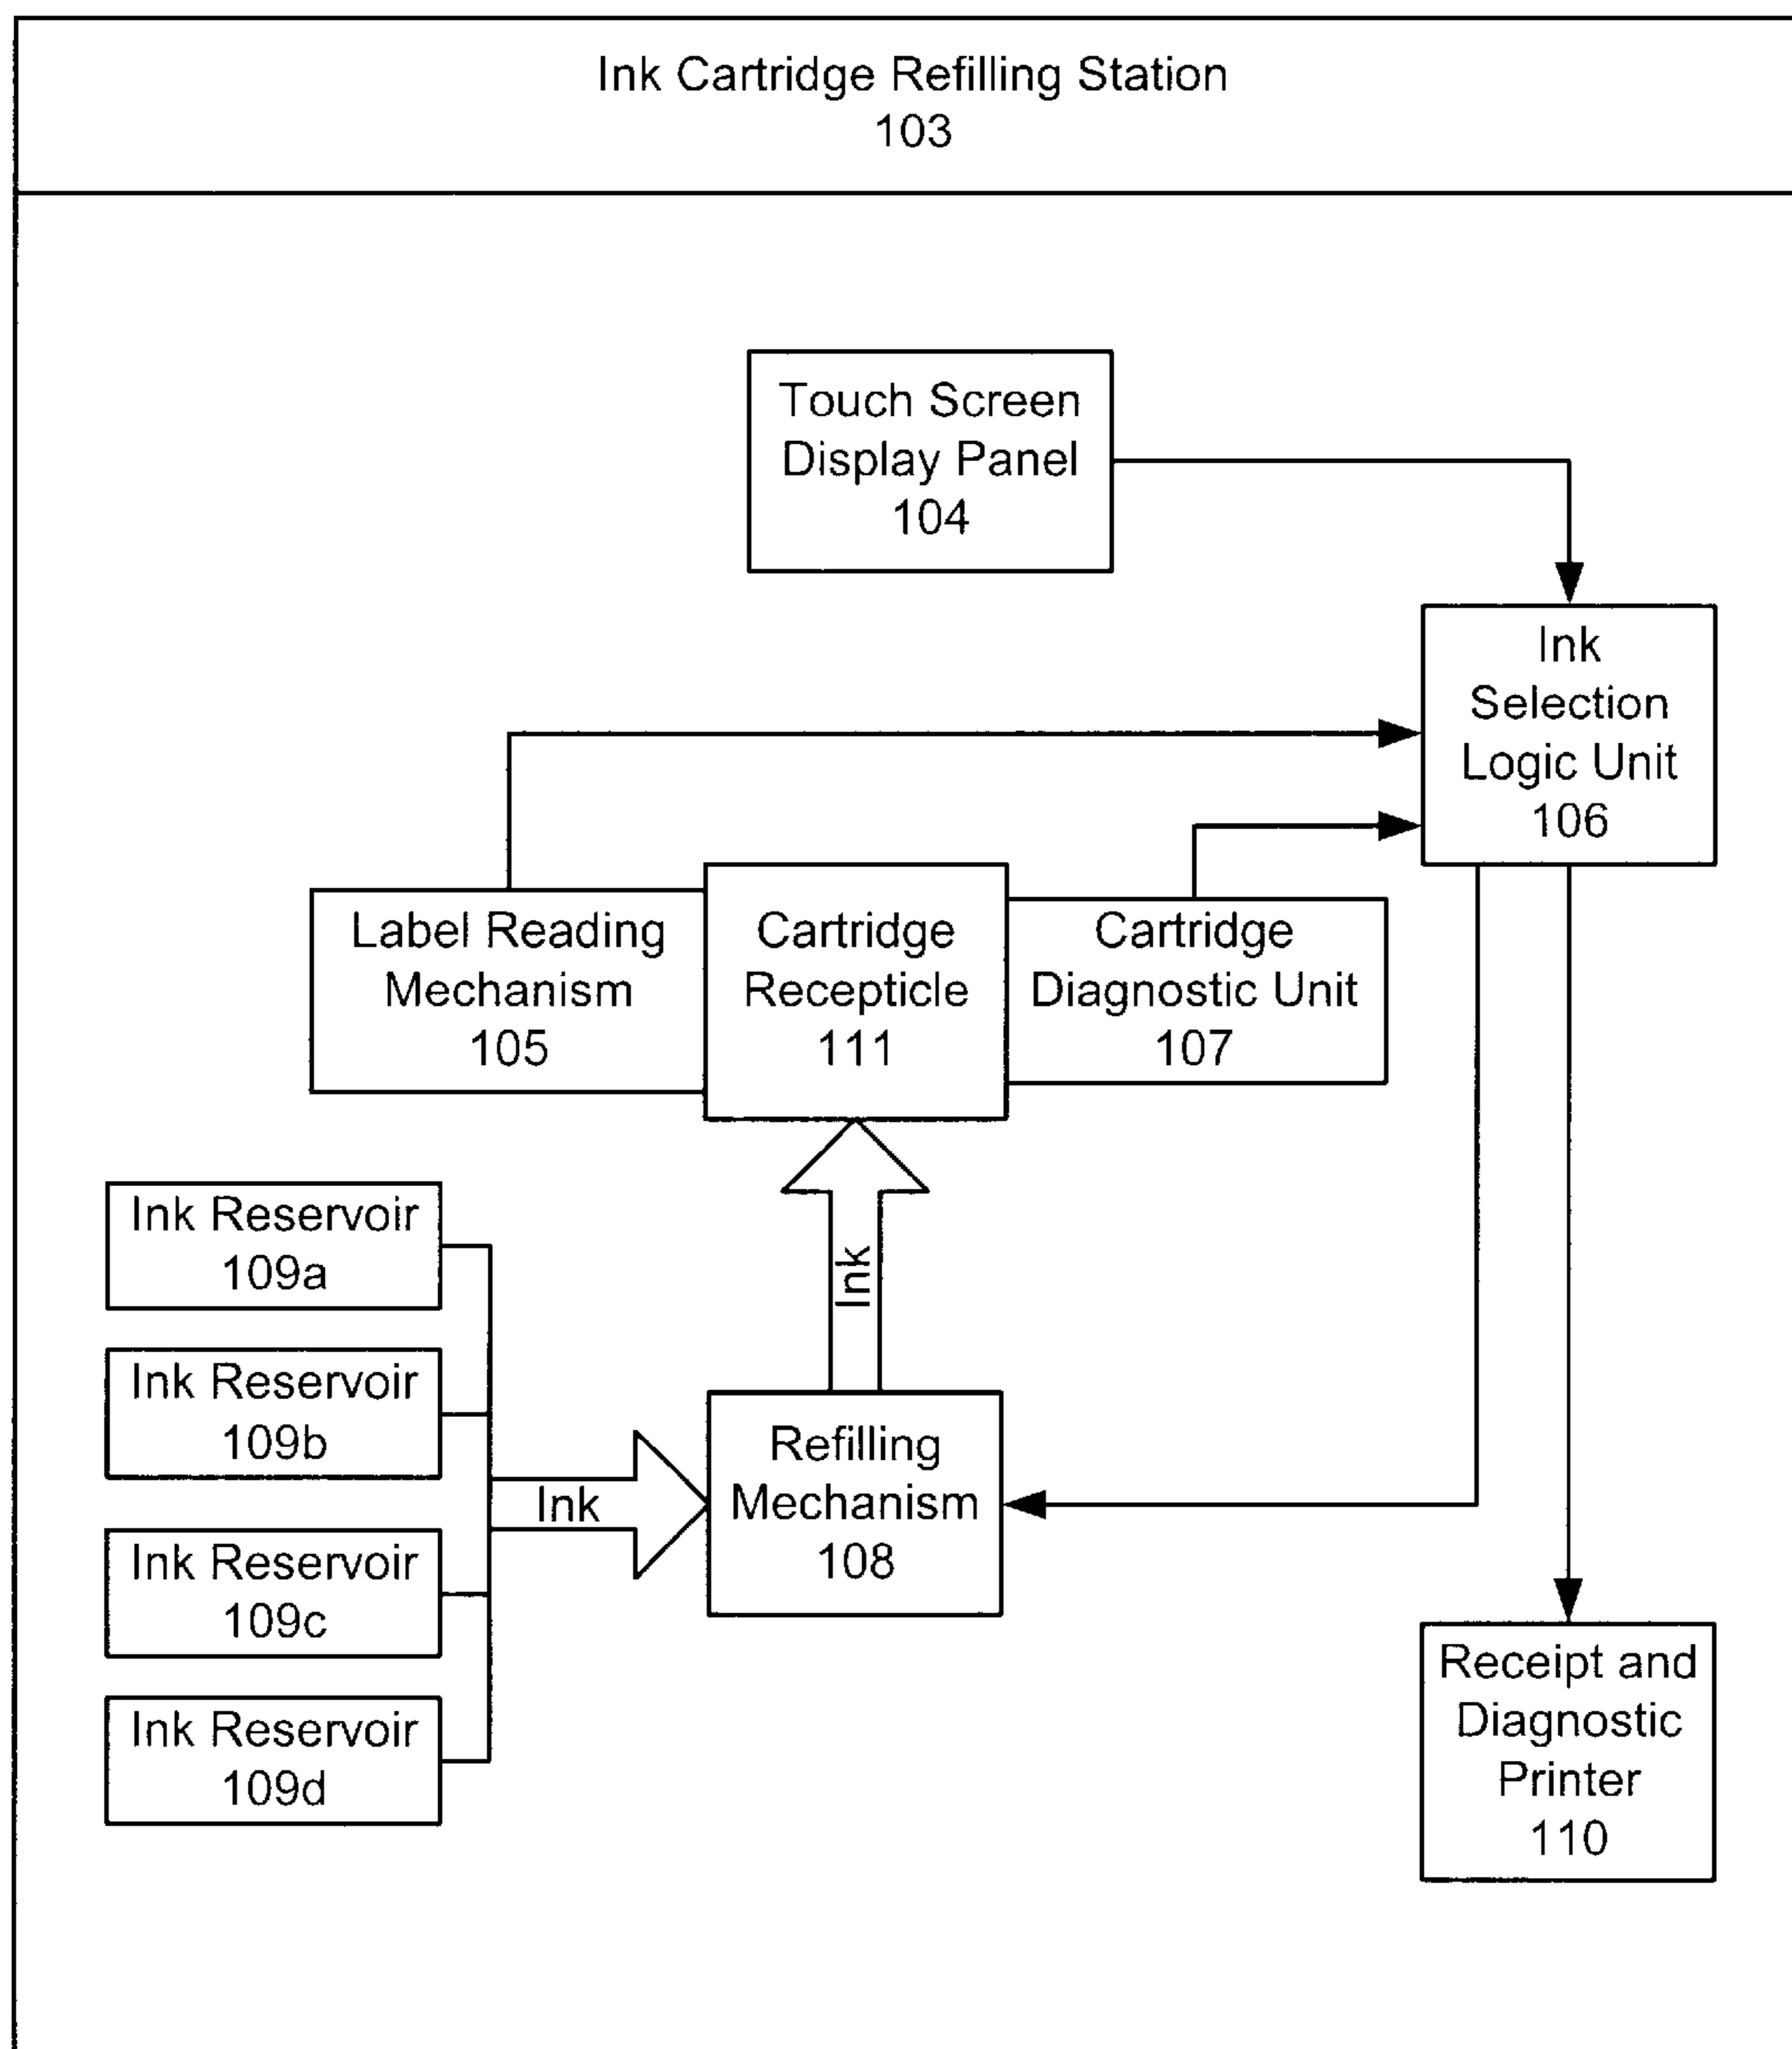 Ink Cartridge Refilling Station
103
Touch Screen
Display Panel
104
Ink
Selection
Logic Unit
106
Label Reading
Mechanism
105
Cartridge
Recepticle
111
Cartridge
Diagnostic Unit
107
Ink Reservoir
109a
Ink Reservoir
109b
Ink Reservoir
109c
Ink Reservoir
109d
Ink
Ink
Refilling
Mechanism
108
Receipt and
Diagnostic
Printer
110